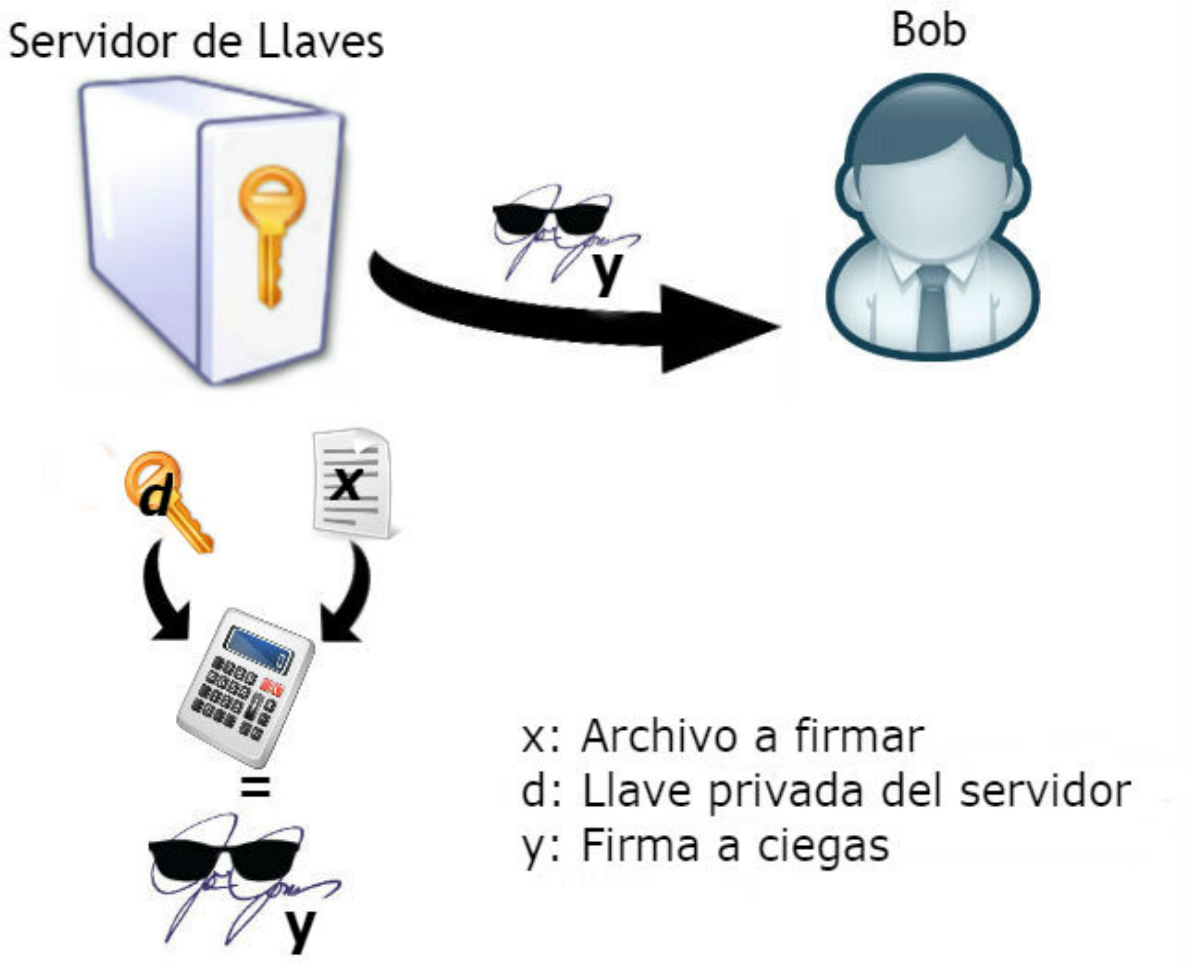 Servidor de Llaves
Bob
y
d
x
=
y
x: Archivo a firmar
d: Llave privada del servidor
y: Firma a ciegas